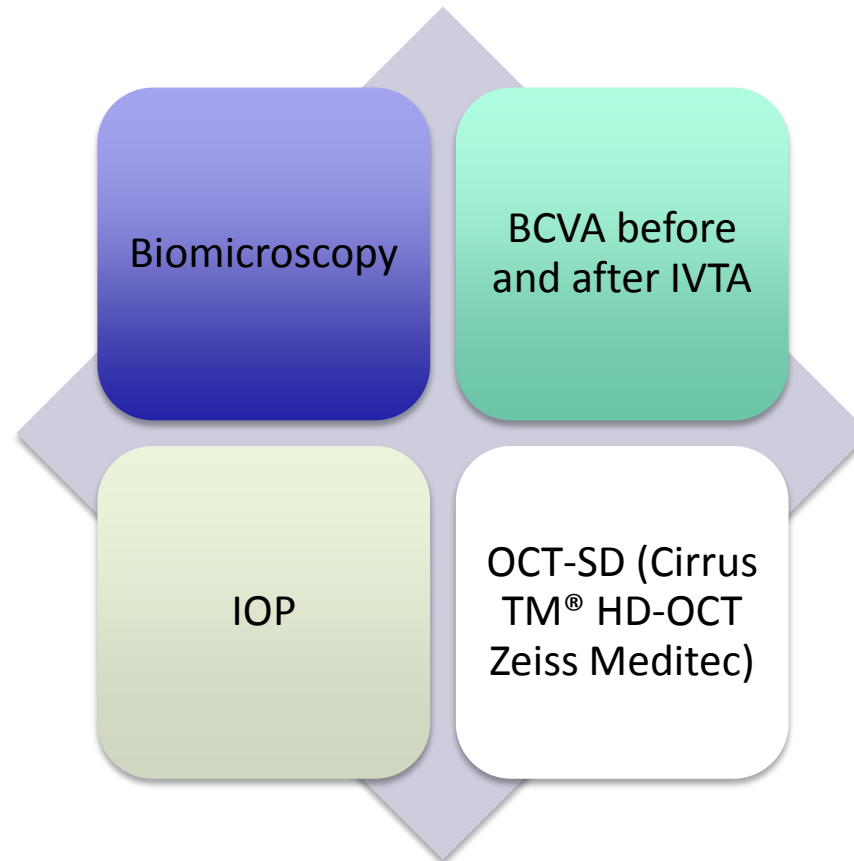 Biomicroscopy
BCVA before
and after IVTA
IOP
OCT-SD (Cirrus
TM® HD-OCT
Zeiss Meditec)